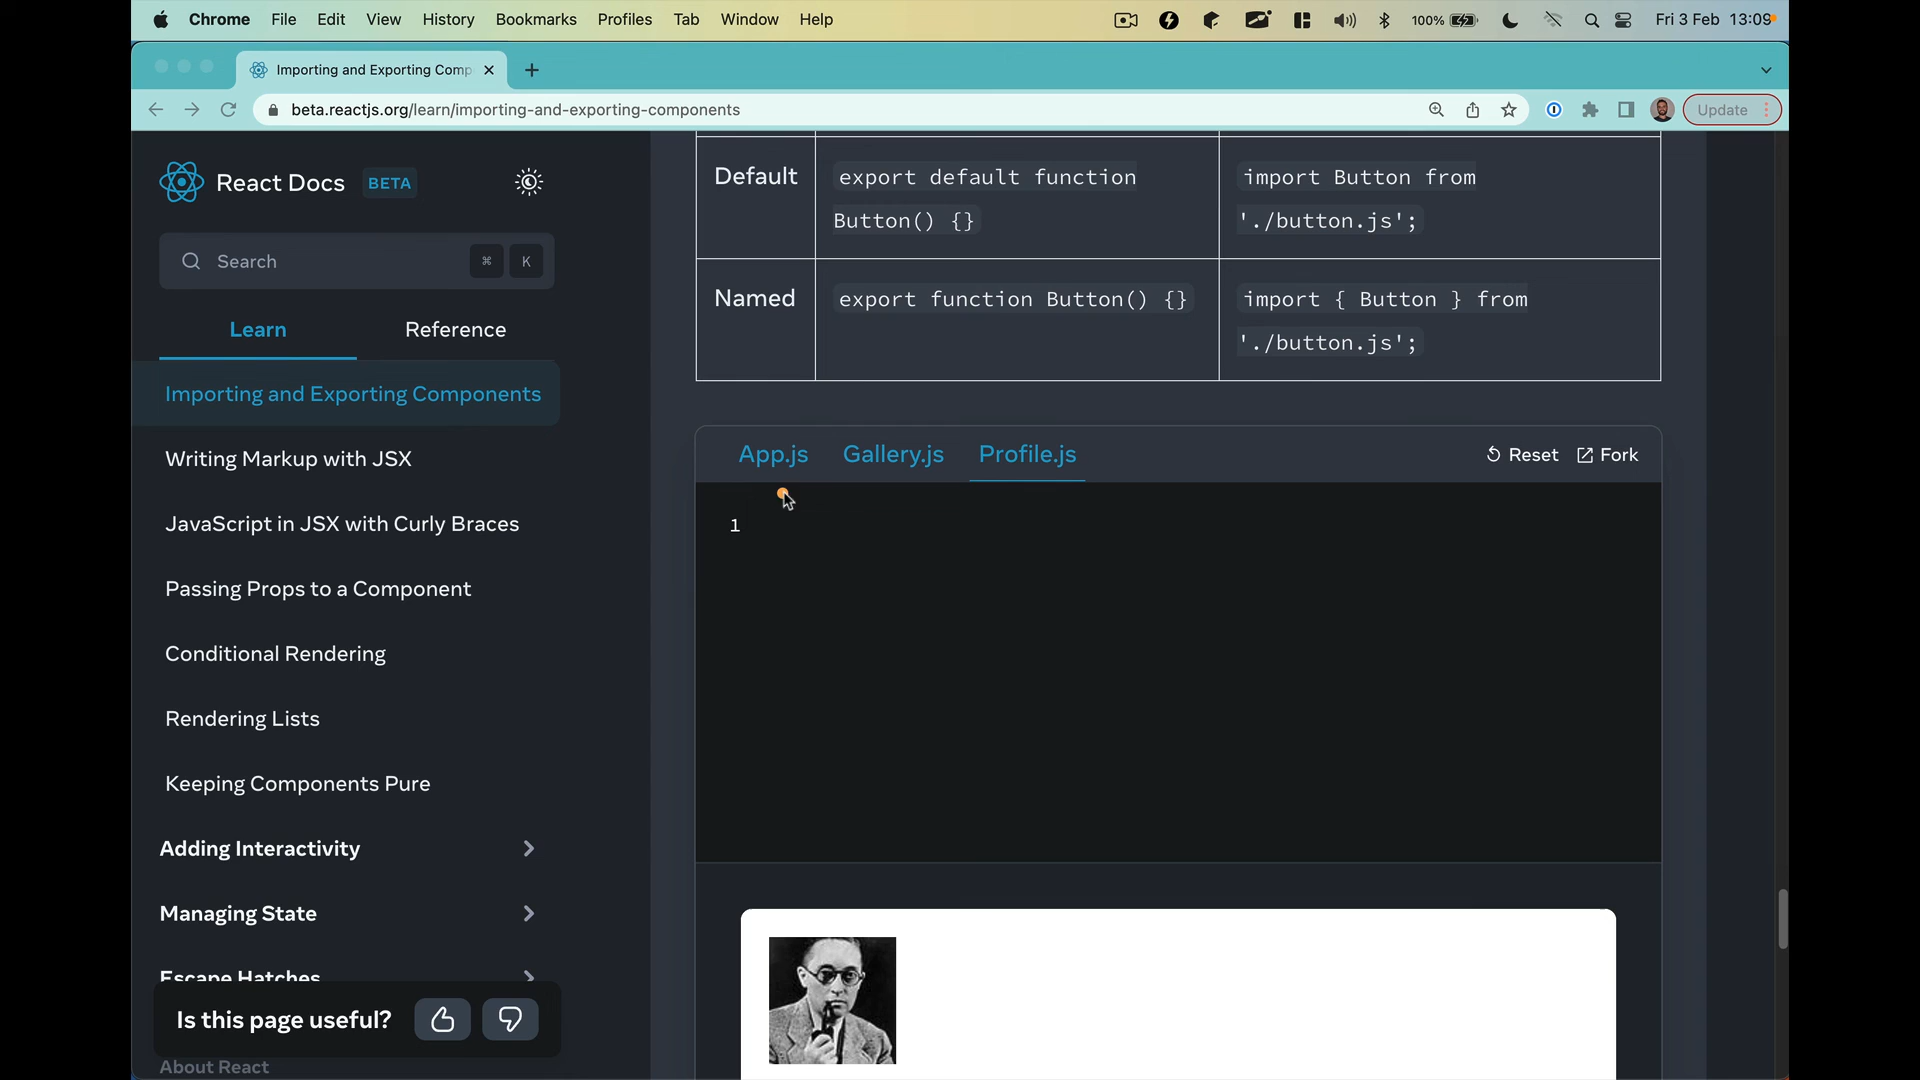 Chrome File Edit View History Bookmarks Profiles Tab Window Help 100% Fri 3 Feb 13:09
Importing and Exporting Comp
beta.reactjs.org/learn/importing-and-exporting-components
Update
React Docs BETA
Search ⌘ K
Learn Reference
Importing and Exporting Components
Writing Markup with JSX
JavaScript in JSX with Curly Braces
Passing Props to a Component
Conditional Rendering
Rendering Lists
Keeping Components Pure
Adding Interactivity
Managing State
Escape Hatches
Is this page useful?
About React
Default
export default function
Button() {}
import Button from
'./button.js';
Named
export function Button() {}
import { Button } from
'./button.js';
App.js Gallery.js Profile.js Reset Fork
1